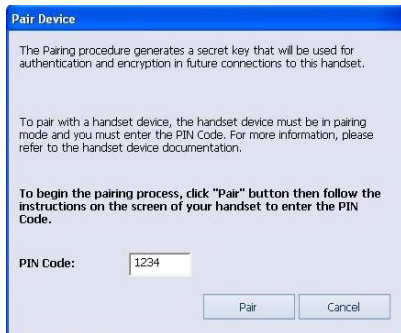 Pair Device
The Pairing procedure generates a secret key that will be used for
authentication and encryption in future connections to this handset.
To pair with a handset device, the handset device must be in pairing
mode and you must enter the PIN Code. For more information, please
refer to the handset device documentation.
To begin the pairing process, click "Pair" button then follow the
instructions on the screen of your handset to enter the PIN
Code.
PIN Code: 1234
Pair Cancel